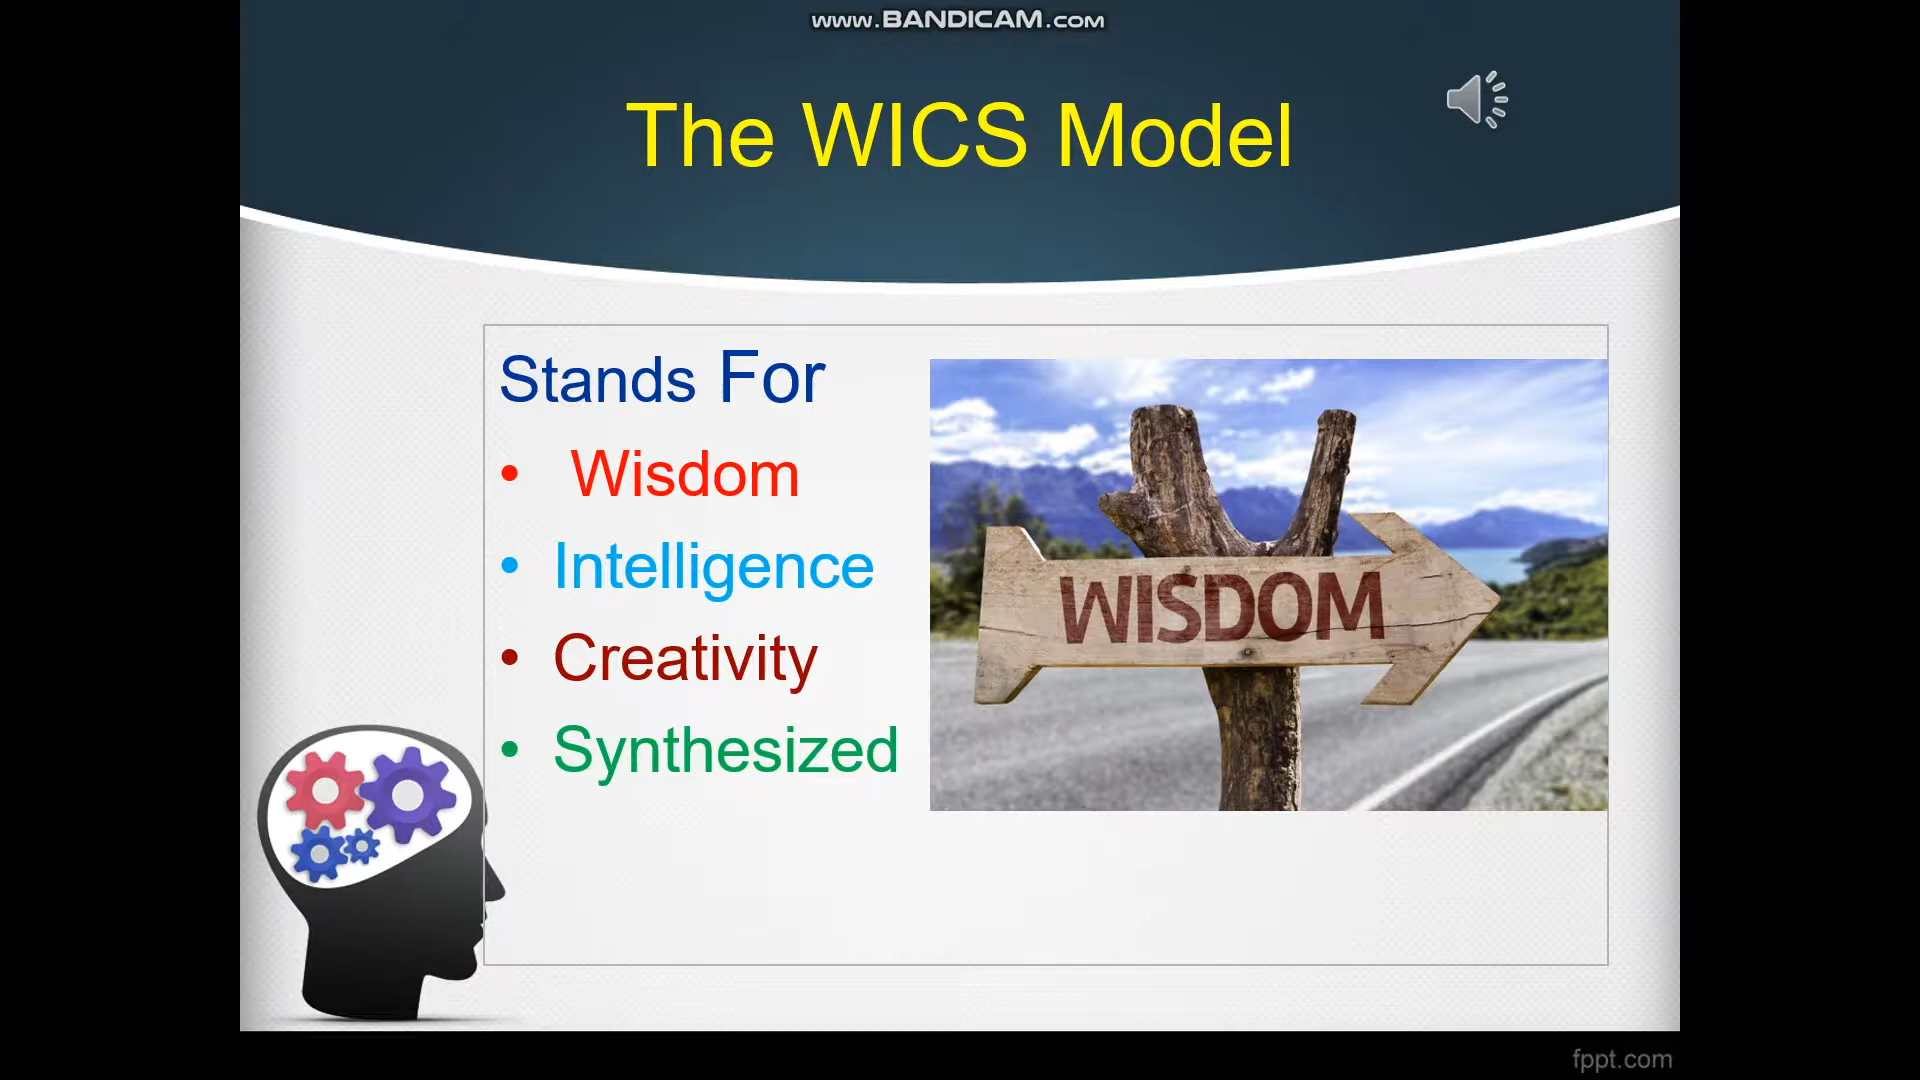 www.BANDICAM.com
The WICS Model
Stands For
• Wisdom
• Intelligence
• Creativity
• Synthesized
WISDOM
fppt.com